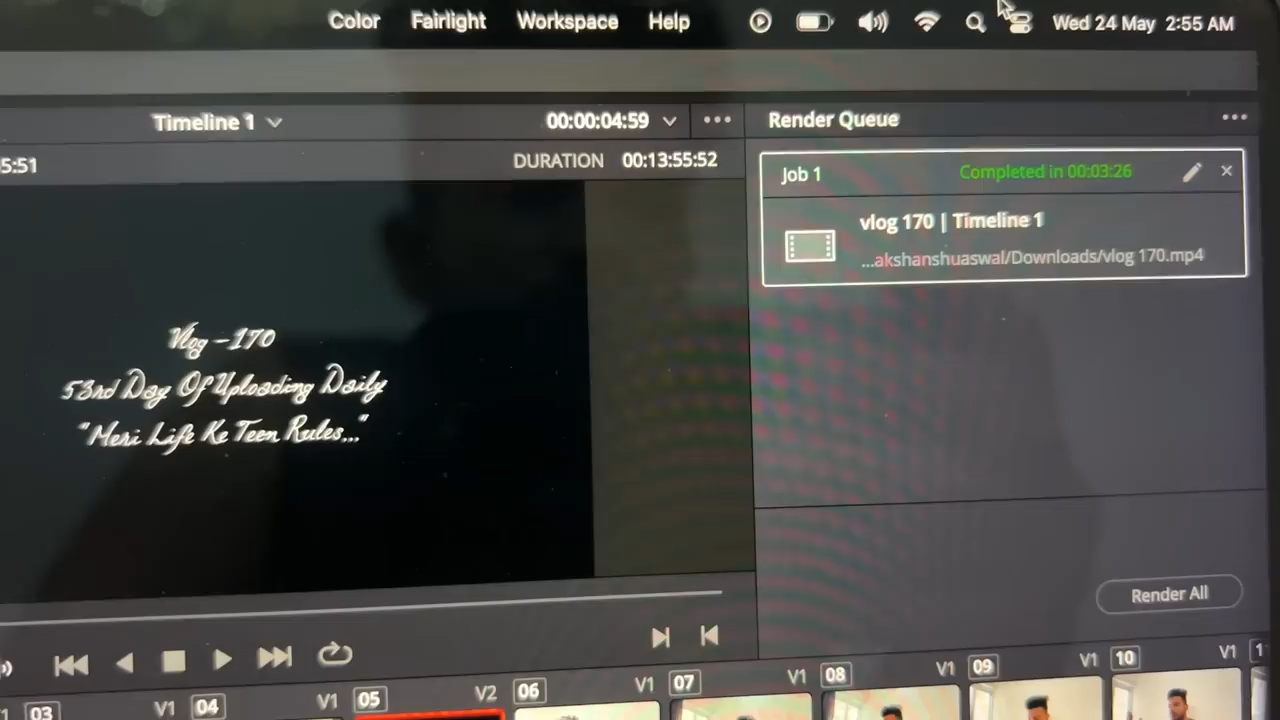 Color Fairlight Workspace Help Wed 24 May 2:55 AM
Timeline 1 00:00:04:59 ••• Render Queue •••
5:51 DURATION 00:13:55:52
Job 1 Completed in 00:03:26
vlog 170 | Timeline 1
...akshanshuaswal/Downloads/vlog 170.mp4
Vlog -170
53rd Day Of Uploading Daily
"Meri Life Ke Teen Rules..."
Render All
03 V1 04 V1 05 V2 06 V1 07 V1 08 V1 09 V1 10 V1